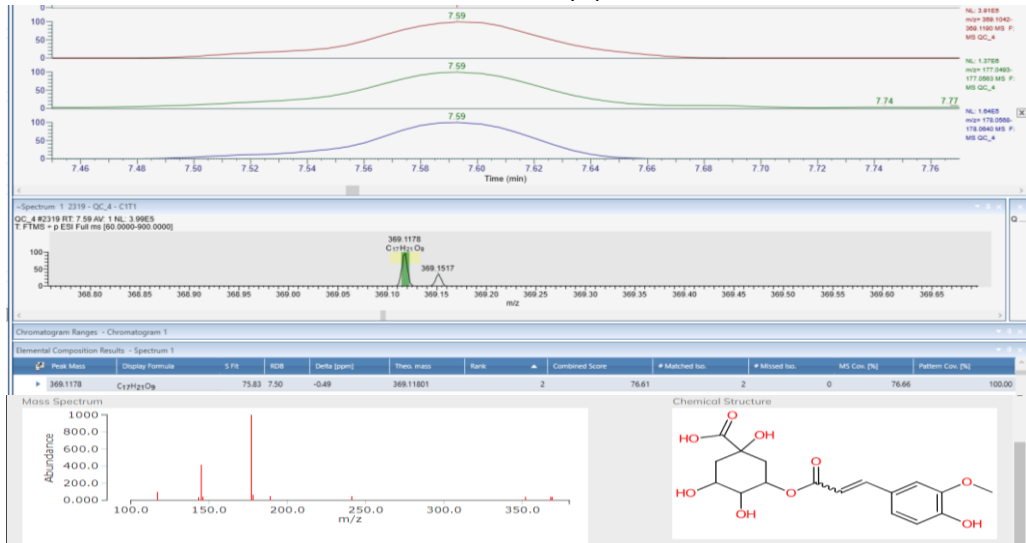 7.59
100
50
0
NL: 3.91E5
m/z= 369.1042-
369.1190 MS F:
MS QC_4
7.59
100
50
0
7.74
7.77
NL: 1.37E6
m/z= 177.0493-
177.0563 MS F:
MS QC_4
7.59
100
50
0
NL: 1.64E5
m/z= 178.0568-
178.0640 MS F:
MS QC_4
7.46 7.48 7.50 7.52 7.54 7.56 7.58 7.60 7.62 7.64 7.66 7.68 7.70 7.72 7.74 7.76
Time (min)
~Spectrum 1 2319 - QC_4 - C1T1
Q ...
QC_4 #2319 RT: 7.59 AV: 1 NL: 3.99E5
T: FTMS + p ESI Full ms [60.0000-900.0000]
369.1178
C17H21O9
369.1517
100
50
0
368.80 368.85 368.90 368.95 369.00 369.05 369.10 369.15 369.20 369.25 369.30 369.35 369.40 369.45 369.50 369.55 369.60 369.65
m/z
Chromatogram Ranges - Chromatogram 1
Elemental Composition Results - Spectrum 1
Peak Mass Display Formula S Fit RDB Delta [ppm] Theo. mass Rank Combined Score # Matched Iso. # Missed Iso. MS Cov. [%] Pattern Cov. [%]
369.1178 C17H21O9 75.83 7.50 -0.49 369.11801 2 76.61 2 0 76.66 100.00
Mass Spectrum
Chemical Structure
1000
800.0
600.0
400.0
200.0
0.000
Abundance
100.0 150.0 200.0 250.0 300.0 350.0
m/z
O
HO
OH
O
HO
O
OH
O
OH